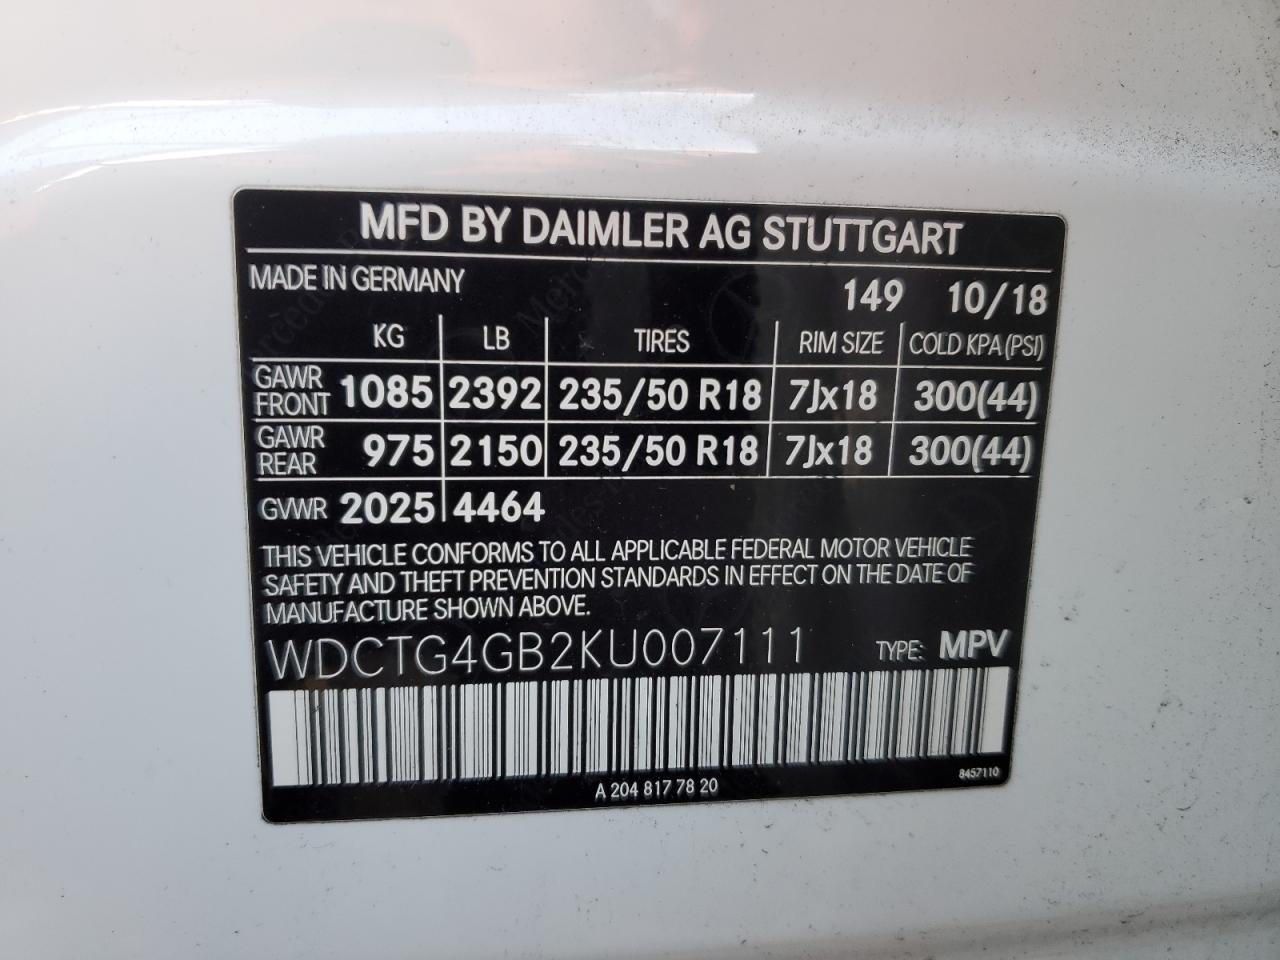 MFD BY DAIMLER AG STUTTGART
MADE IN GERMANY 149 10/18
KG LB TIRES RIM SIZE COLD KPA (PSI)
GAWR FRONT 1085 2392 235/50 R18 7Jx18 300(44)
GAWR REAR 975 2150 235/50 R18 7Jx18 300(44)
GVWR 2025 4464
THIS VEHICLE CONFORMS TO ALL APPLICABLE FEDERAL MOTOR VEHICLE
SAFETY AND THEFT PREVENTION STANDARDS IN EFFECT ON THE DATE OF
MANUFACTURE SHOWN ABOVE.
WDCTG4GB2KU007111 TYPE: MPV
8457110
A 204 817 78 20